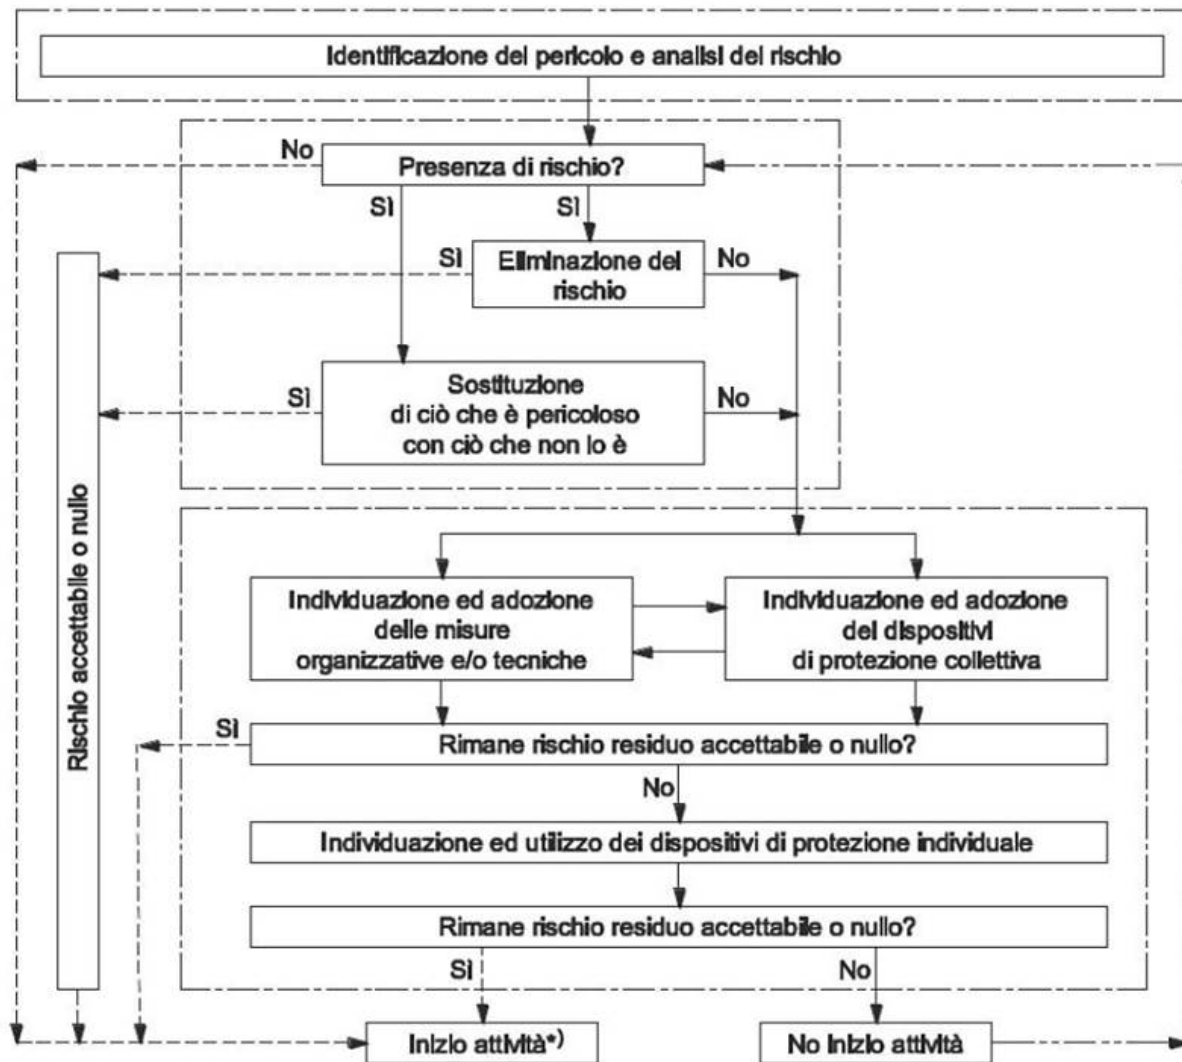 Identificazione del pericolo e analisi del rischio
No
Presenza di rischio?
Sì
Sì
Sì
Eliminazione del
rischio
No
Sì
Sostituzione
di ciò che è pericoloso
con ciò che non lo è
No
Rischio accettabile o nullo
Individuazione ed adozione
delle misure
organizzative e/o tecniche
Individuazione ed adozione
dei dispositivi
di protezione collettiva
Sì
Rimane rischio residuo accettabile o nullo?
No
Individuazione ed utilizzo dei dispositivi di protezione individuale
Rimane rischio residuo accettabile o nullo?
Sì
No
Inizio attività*)
No inizio attività